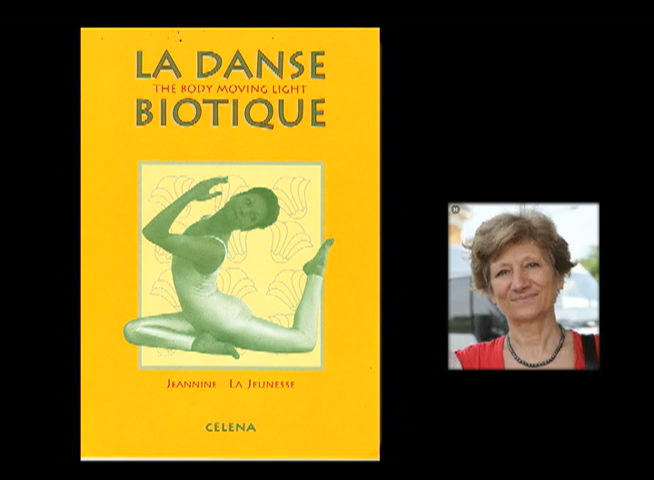 LA DANSE
THE BODY MOVING LIGHT
BIOTIQUE
JEANNINE LA JEUNESSE
CELENA